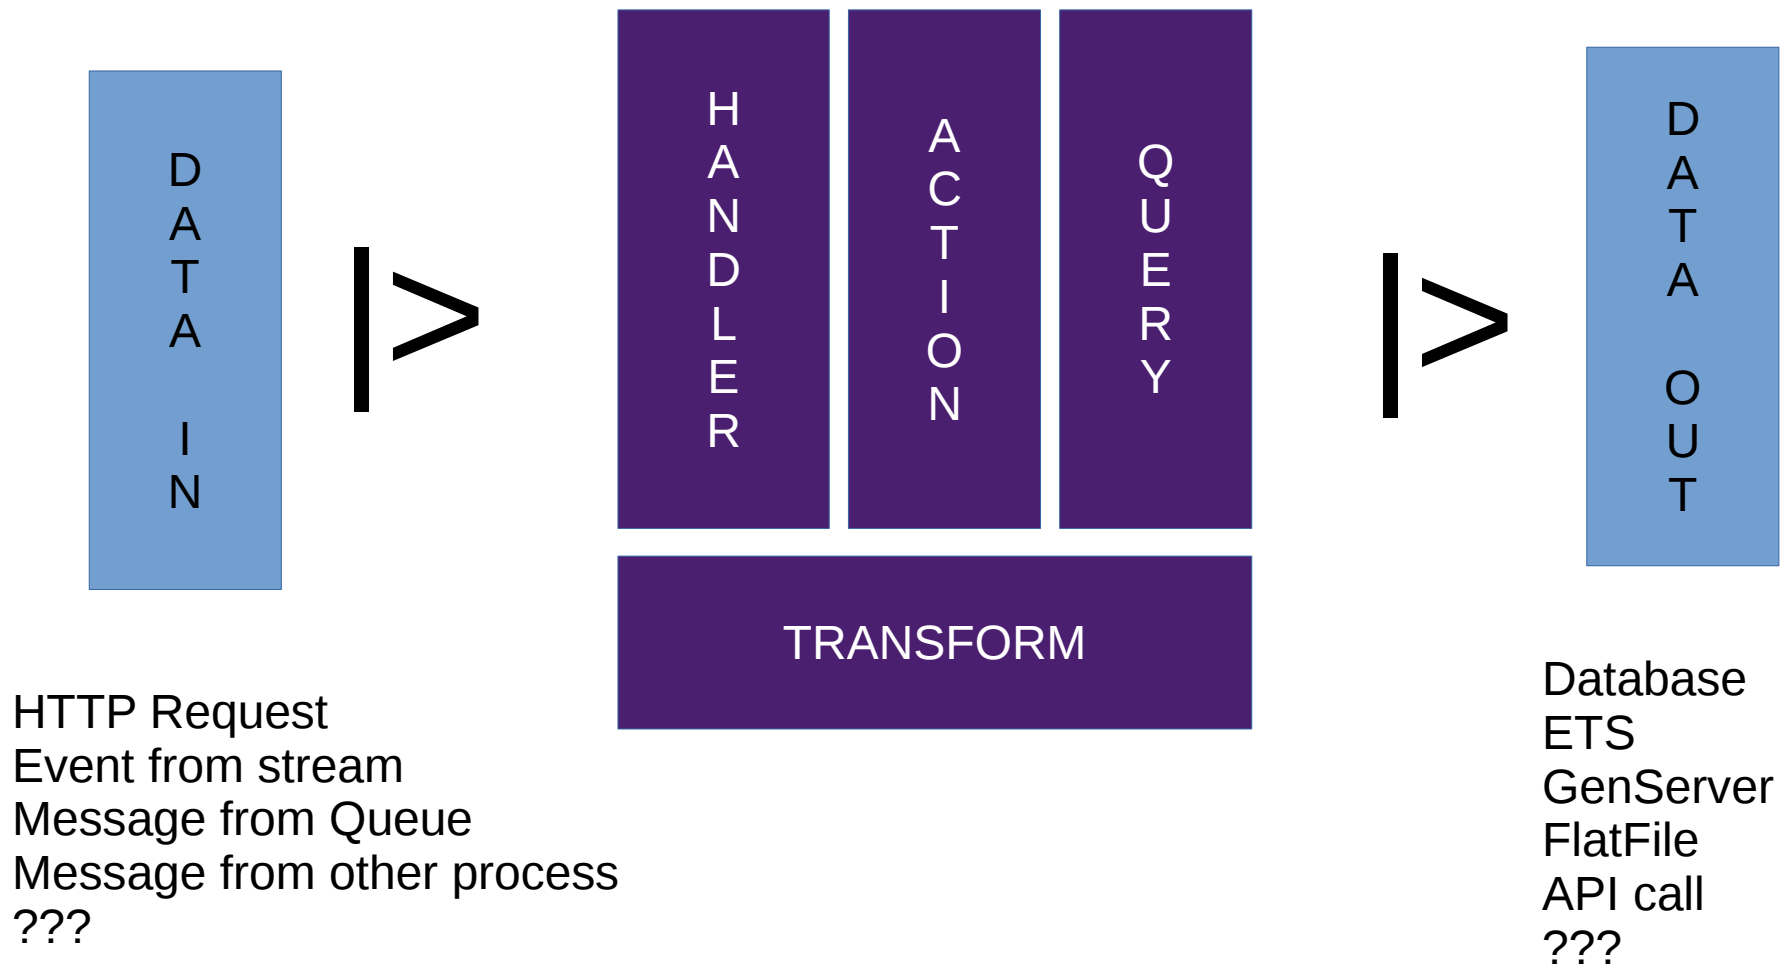 DATA IN
|>
HANDLER
ACTION
QUERY
TRANSFORM
|>
DATA OUT
HTTP Request
Event from stream
Message from Queue
Message from other process
???
Database
ETS
GenServer
FlatFile
API call
???